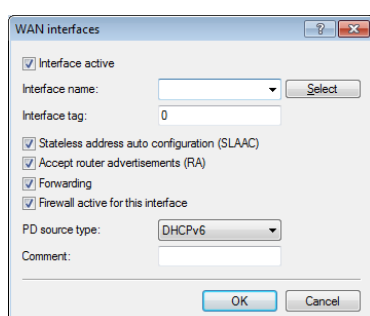 WAN interfaces
Interface active
Interface name:
Select
Interface tag: 0
Stateless address auto configuration (SLAAC)
Accept router advertisements (RA)
Forwarding
Firewall active for this interface
PD source type: DHCPv6
Comment:
OK Cancel